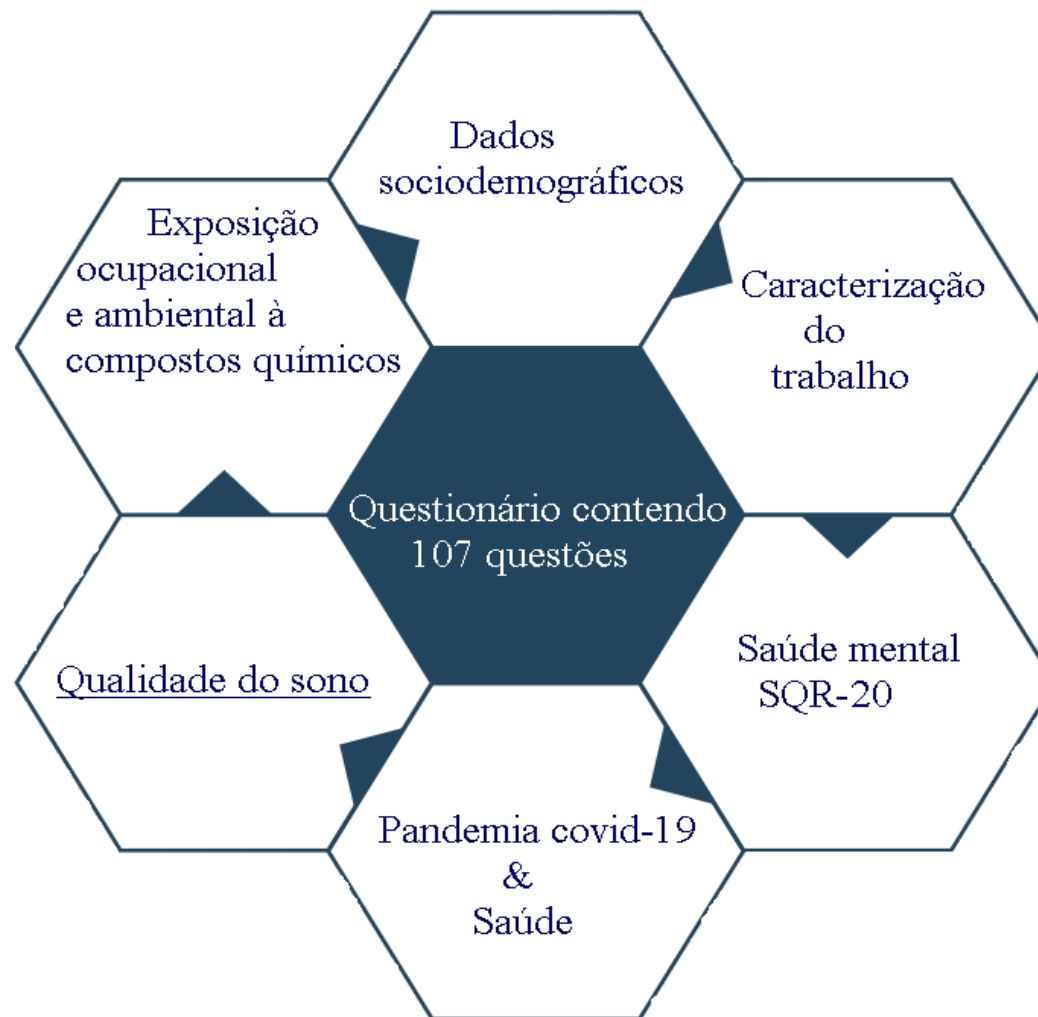 Dados
sociodemográficos
Exposição
ocupacional
e ambiental à
compostos químicos
Caracterização
do
trabalho
Questionário contendo
107 questões
Qualidade do sono
Saúde mental
SQR-20
Pandemia covid-19
&
Saúde